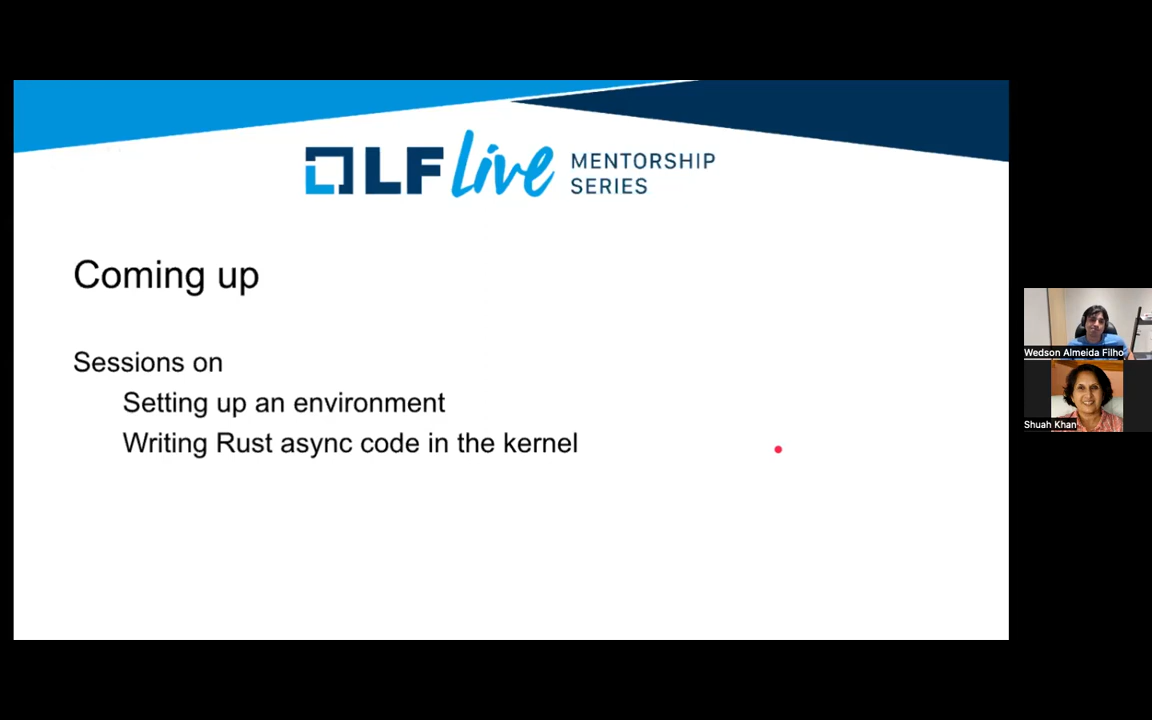 LF Live MENTORSHIP
SERIES
Coming up
Sessions on
Setting up an environment
Writing Rust async code in the kernel
Wedson Almeida Filho
Shuah Khan